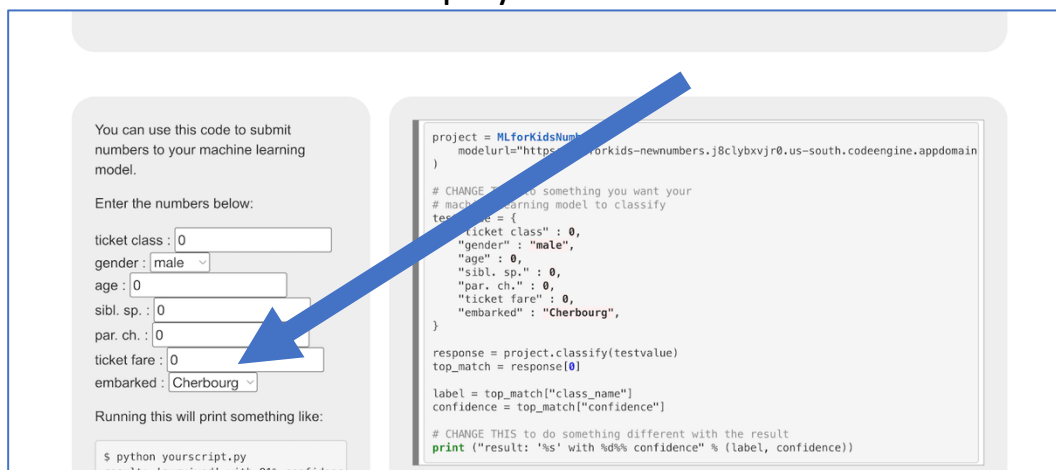 You can use this code to submit
numbers to your machine learning
model.
Enter the numbers below:
ticket class : 0
gender : male
age : 0
sibl. sp. : 0
par. ch. : 0
ticket fare : 0
embarked : Cherbourg
Running this will print something like:
$ python yourscript.py
project = MLforKidsNumb
modelurl="https orkids-newnumbers.j8clybxvjr0.us-south.codeengine.appdomain
)
# CHANGE to something you want your
# mach earning model to classify
= {
"ticket class" : 0,
"gender" : "male",
"age" : 0,
"sibl. sp." : 0,
"par. ch." : 0,
"ticket fare" : 0,
"embarked" : "Cherbourg",
}
response = project.classify(testvalue)
top_match = response[0]
label = top_match["class_name"]
confidence = top_match["confidence"]
# CHANGE THIS to do something different with the result
print ("result: '%s' with %d%% confidence" % (label, confidence))